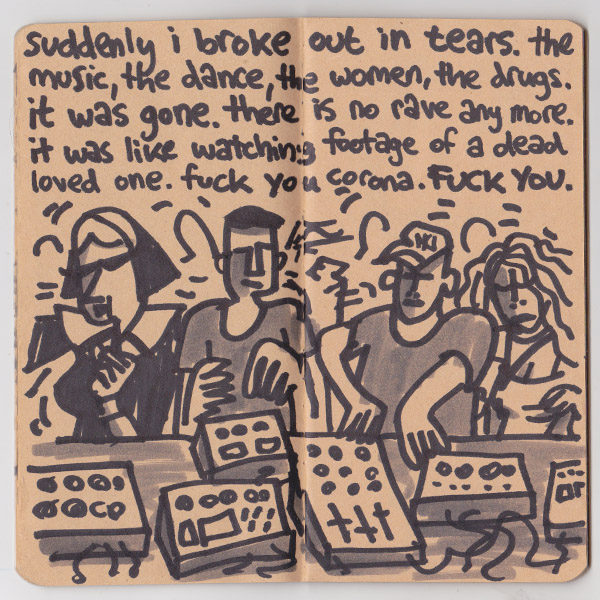 suddenly i broke out in tears. the
music, the dance, the women, the drugs.
it was gone. there is no rave any more.
it was like watching footage of a dead
loved one. fuck you corona. FUCK YOU.